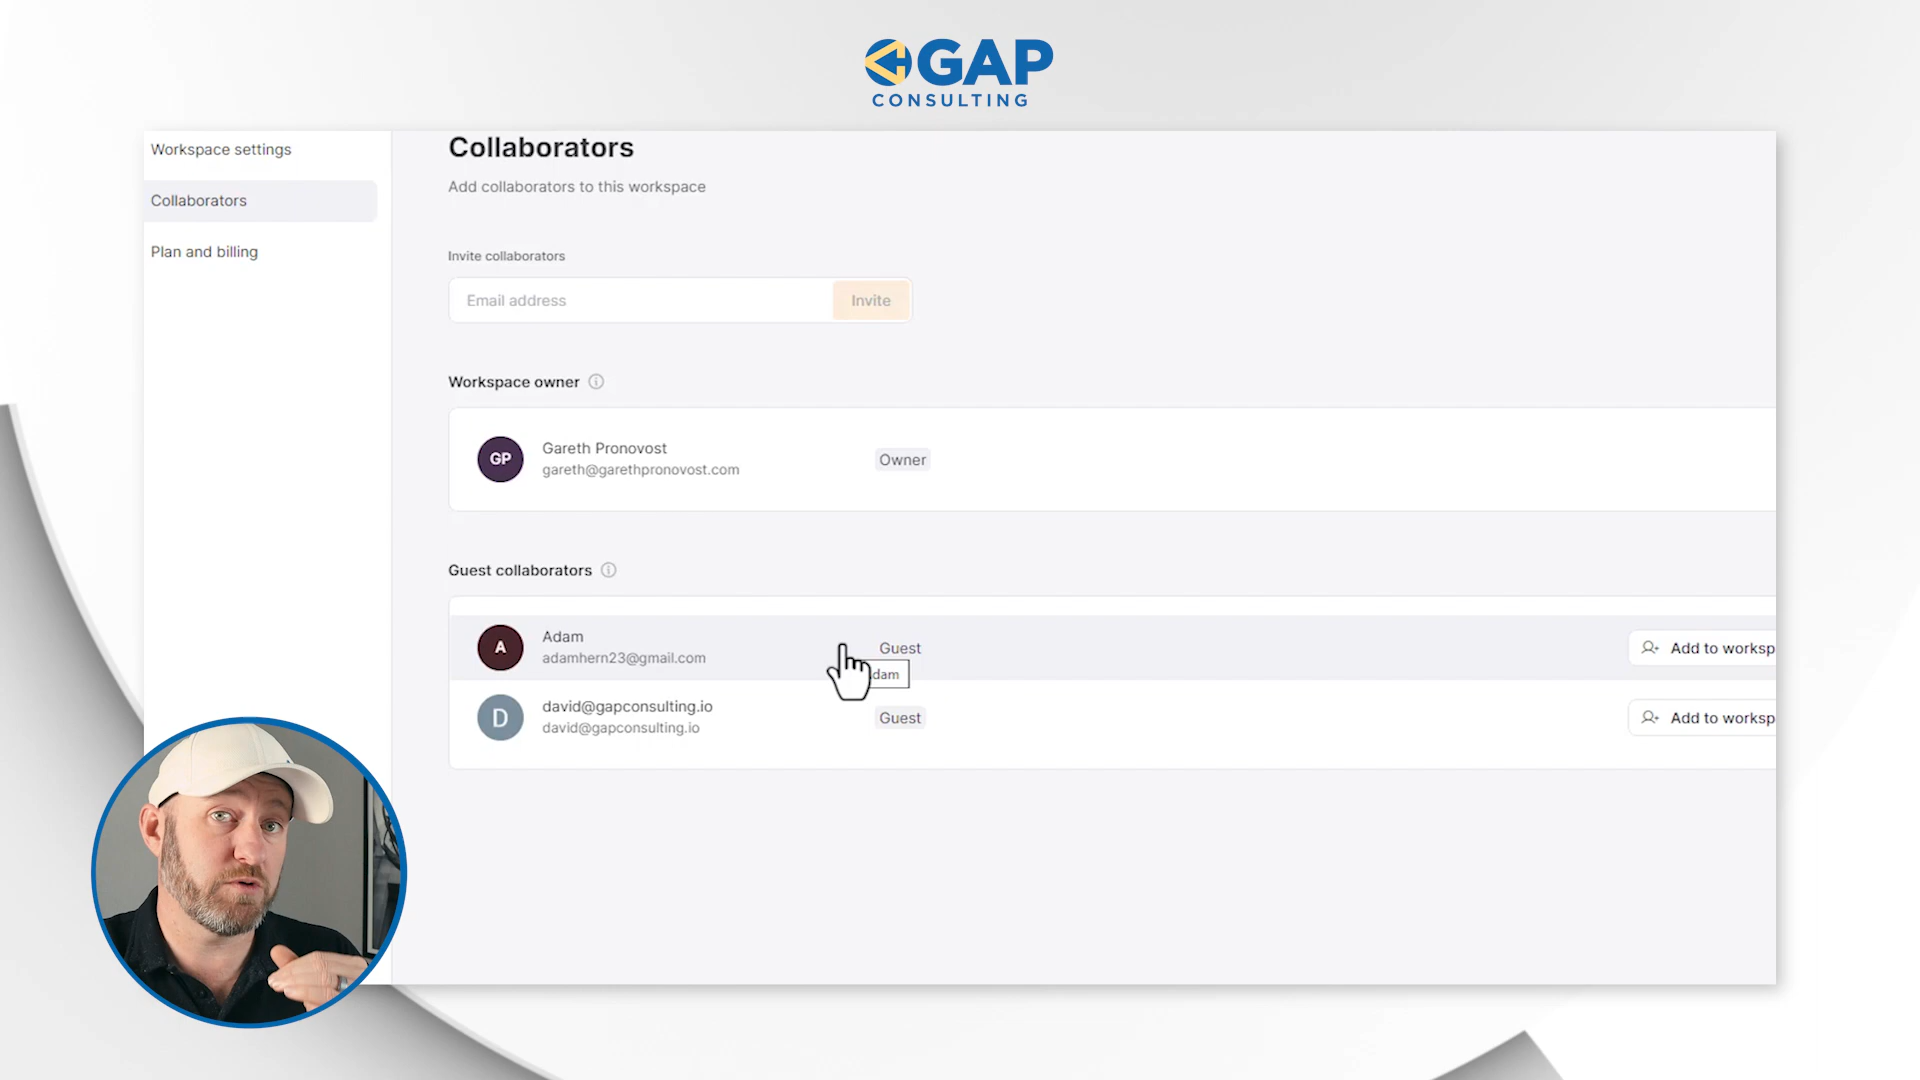 GAP
CONSULTING
Workspace settings
Collaborators
Plan and billing
Collaborators
Add collaborators to this workspace
Invite collaborators
Email address
Invite
Workspace owner
GP
Gareth Pronovost
gareth@garethpronovost.com
Owner
Guest collaborators
A
Adam
adamhern23@gmail.com
Guest
dam
Add to worksp
D
david@gapconsulting.io
david@gapconsulting.io
Guest
Add to worksp